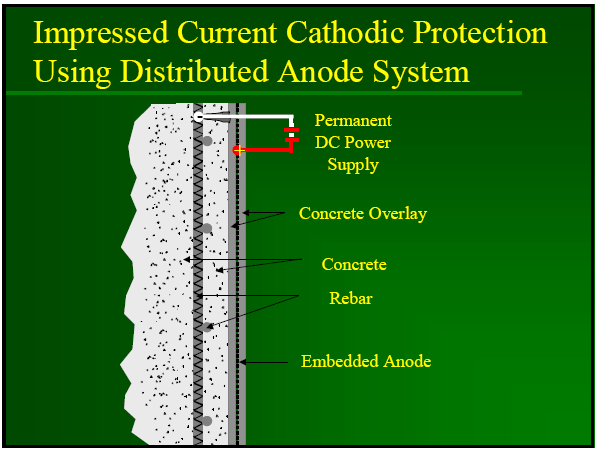 Impressed Current Cathodic Protection
Using Distributed Anode System
Permanent
DC Power
Supply
Concrete Overlay
Concrete
Rebar
Embedded Anode